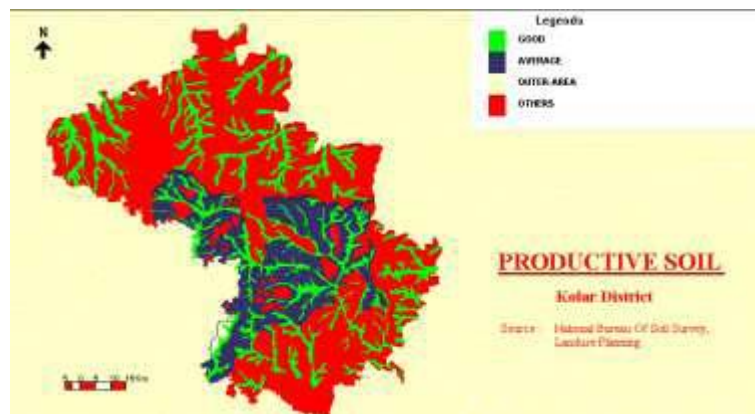 N
Legends
GOOD
AVERAGE
OUTER-AREA
OTHERS
PRODUCTIVE SOIL
Kolar District
Source: National Bureau Of Soil Survey,
Landuse Planning